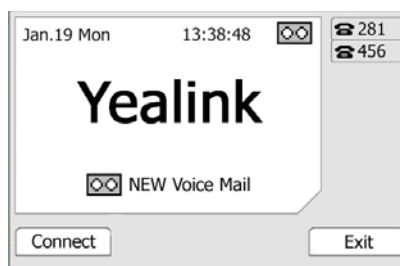 Jan.19 Mon 13:38:48
281
456
Yealink
NEW Voice Mail
Connect Exit